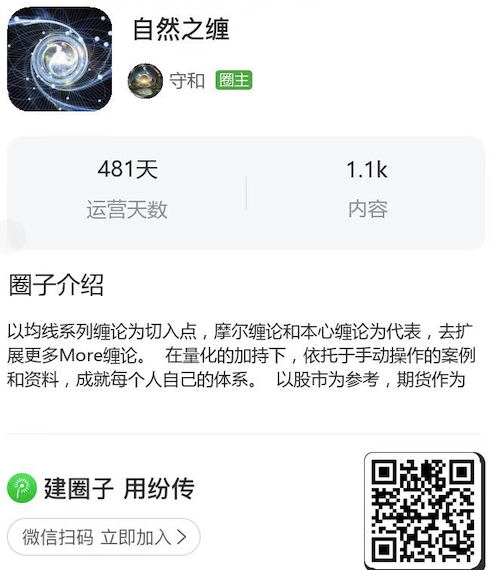 自然之缠
守和 圈主
481天
运营天数
1.1k
内容
圈子介绍
以均线系列缠论为切入点，摩尔缠论和本心缠论为代表，去扩
展更多More缠论。 在量化的加持下，依托于手动操作的案例
和资料，成就每个人自己的体系。 以股市为参考，期货作为
建圈子 用纷传
微信扫码 立即加入